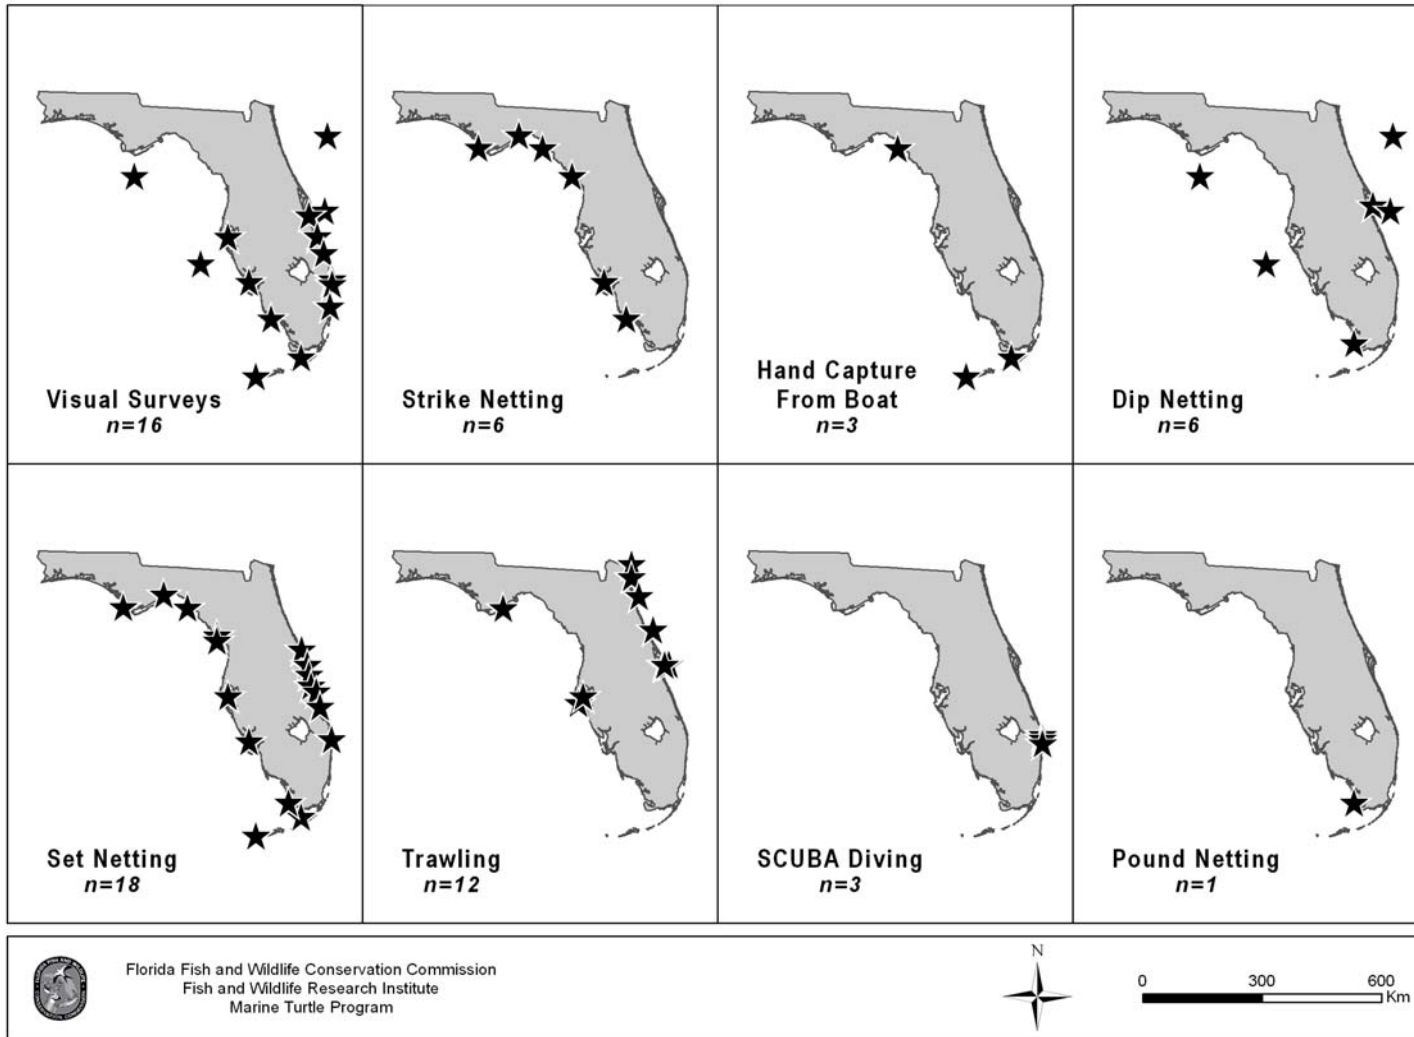 Visual Surveys
n=16
Strike Netting
n=6
Hand Capture
From Boat
n=3
Dip Netting
n=6
Set Netting
n=18
Trawling
n=12
SCUBA Diving
n=3
Pound Netting
n=1
Florida Fish and Wildlife Conservation Commission
Fish and Wildlife Research Institute
Marine Turtle Program
N
0 300 600
Km